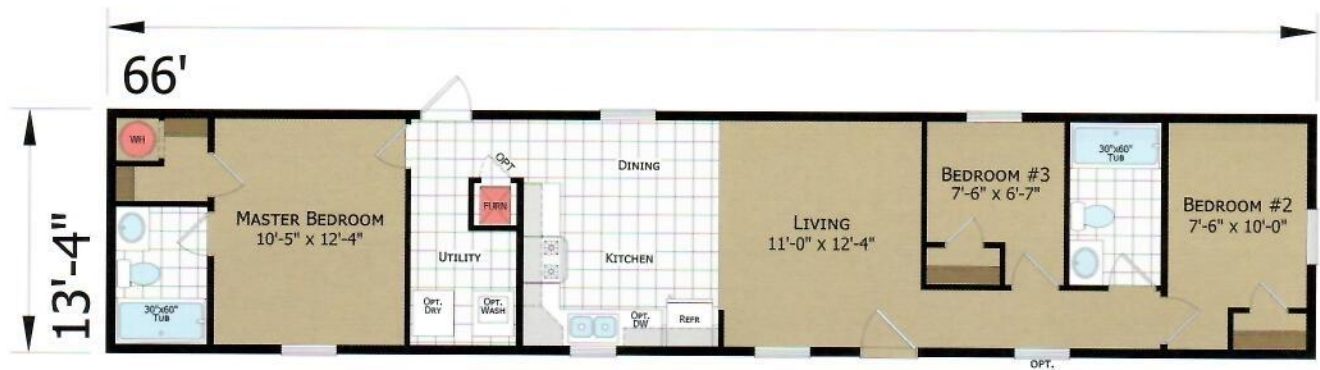 66'
13'-4"
WH
30"x60"
TUB
MASTER BEDROOM
10'-5" x 12'-4"
OPT
FURN
UTILITY
OPT.
DRY
OPT.
WASH
DINING
KITCHEN
OPT.
DW
REFR
LIVING
11'-0" x 12'-4"
BEDROOM #3
7'-6" x 6'-7"
30"x60"
TUB
BEDROOM #2
7'-6" x 10'-0"
OPT.